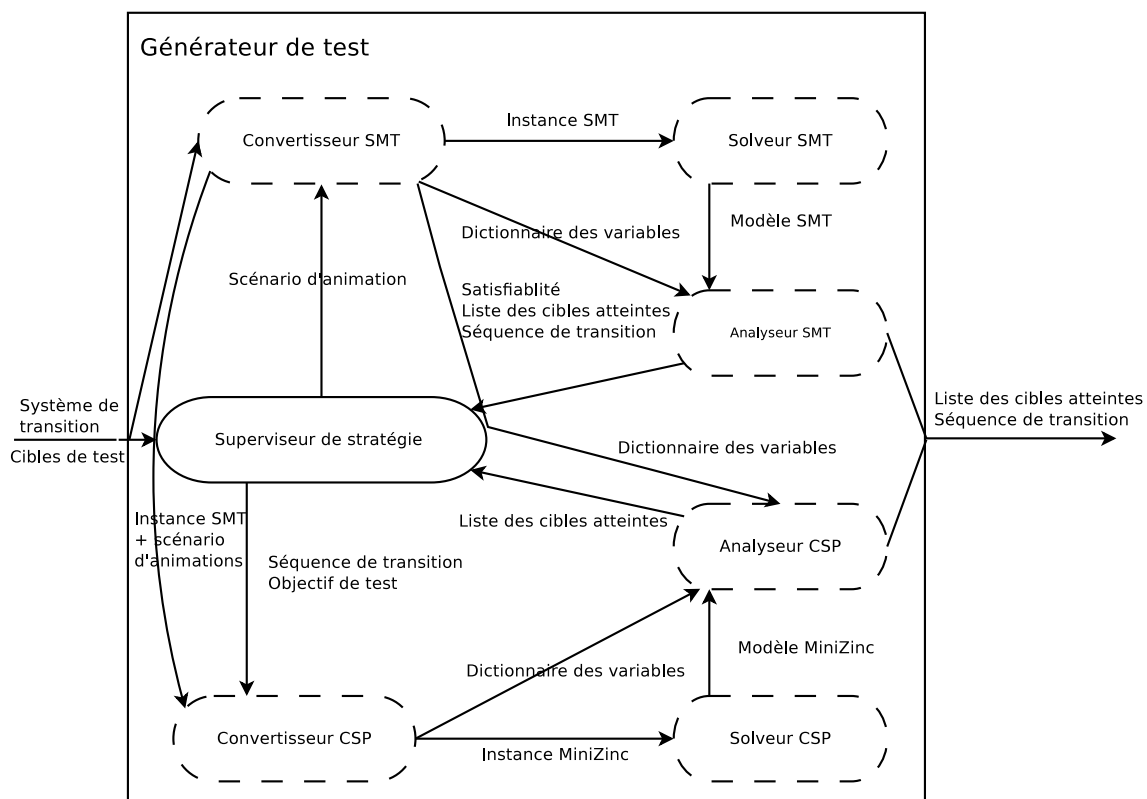 Générateur de test
Convertisseur SMT
Instance SMT
Solveur SMT
Dictionnaire des variables
Modèle SMT
Scénario d'animation
Satisfiablité
Liste des cibles atteintes
Séquence de transition
Analyseur SMT
Système de
transition
Cibles de test
Superviseur de stratégie
Liste des cibles atteintes
Séquence de transition
Dictionnaire des variables
Liste des cibles atteintes
Analyseur CSP
Instance SMT
+ scénario
d'animations
Séquence de transition
Objectif de test
Modèle MiniZinc
Dictionnaire des variables
Convertisseur CSP
Instance MiniZinc
Solveur CSP